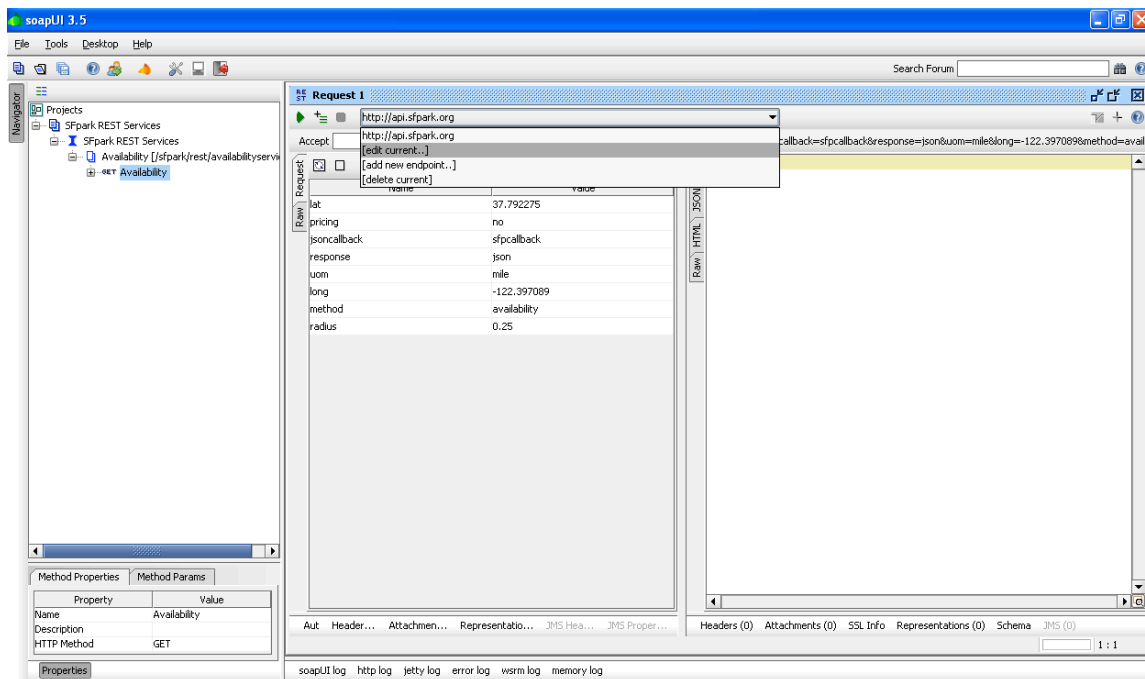 soapUI 3.5
File Tools Desktop Help
Search Forum
Navigator
Projects
SFpark REST Services
SFpark REST Services
Availability [/sfpark/rest/availabilityservi
GET Availability
REST Request 1
http://api.sfpark.org
Accept
http://api.sfpark.org
[edit current..]
[add new endpoint..]
[delete current]
callback=sfpcallback&response=json&uom=mile&long=-122.397089&method=avail
Request
Raw
Name Value
lat 37.792275
pricing no
jsoncallback sfpcallback
response json
uom mile
long -122.397089
method availability
radius 0.25
JSON
HTML
Raw
Method Properties Method Params
Property Value
Name Availability
Description
HTTP Method GET
Properties
Aut Header... Attachmen... Representatio... JMS Hea... JMS Proper...
Headers (0) Attachments (0) SSL Info Representations (0) Schema JMS (0)
1 : 1
soapUI log http log jetty log error log wsrm log memory log